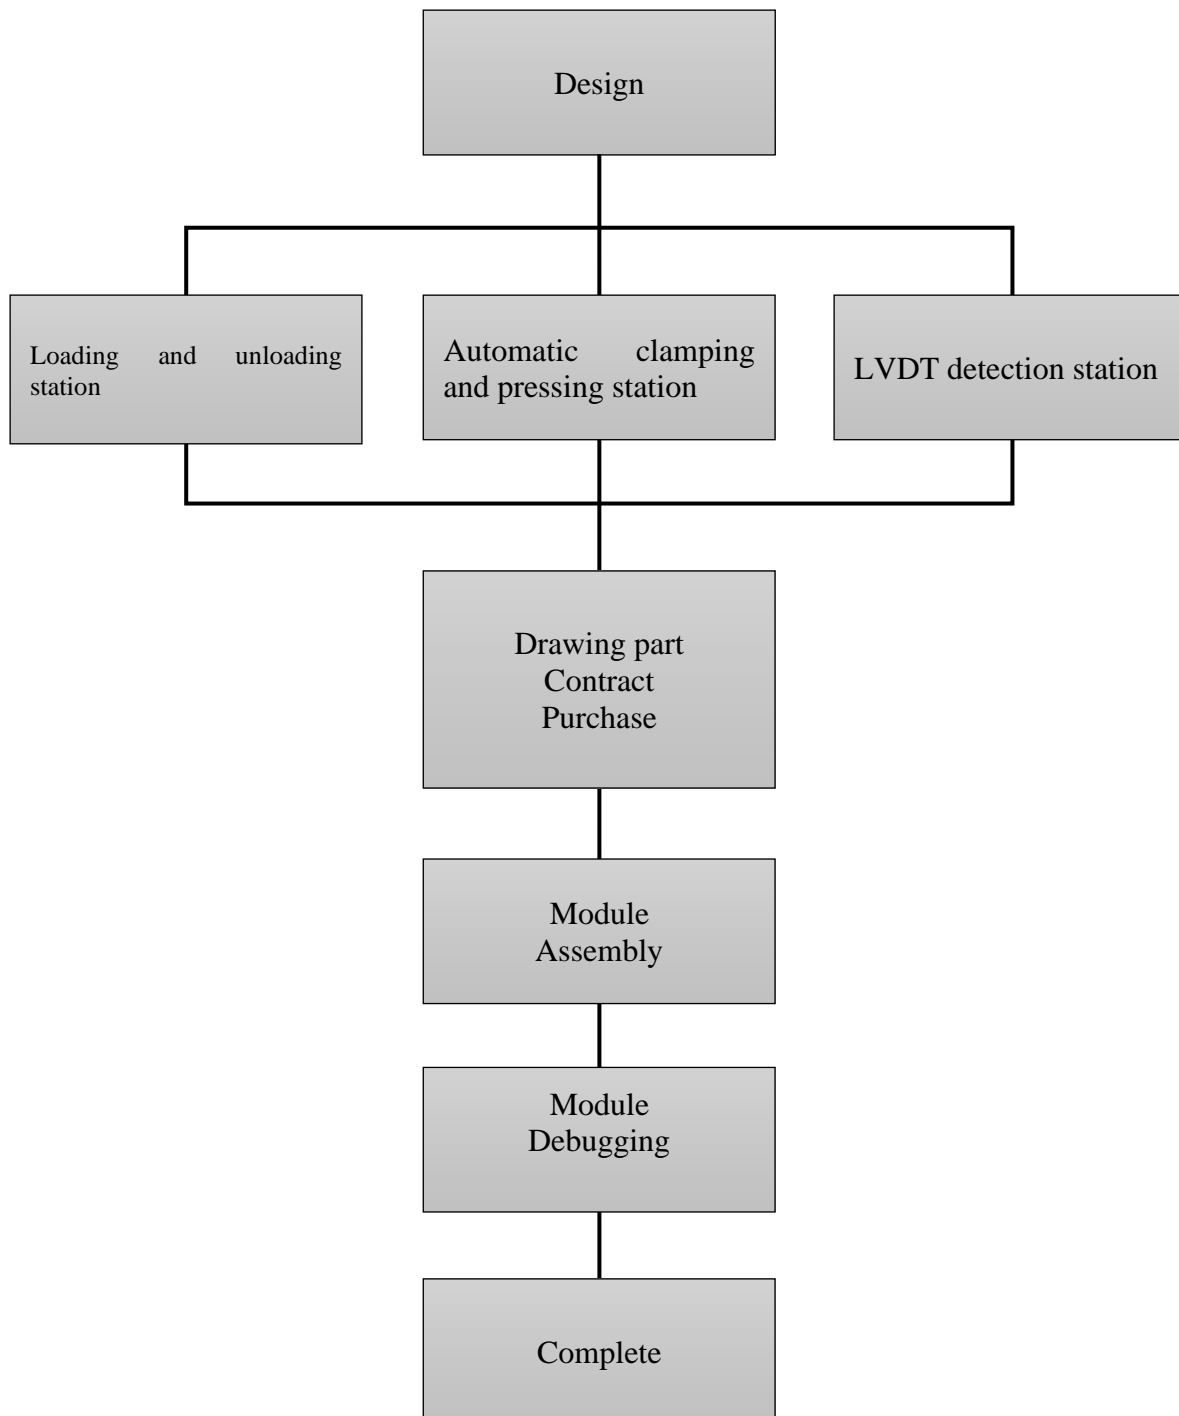 Design
Loading and unloading
station
Automatic clamping
and pressing station
LVDT detection station
Drawing part
Contract
Purchase
Module
Assembly
Module
Debugging
Complete